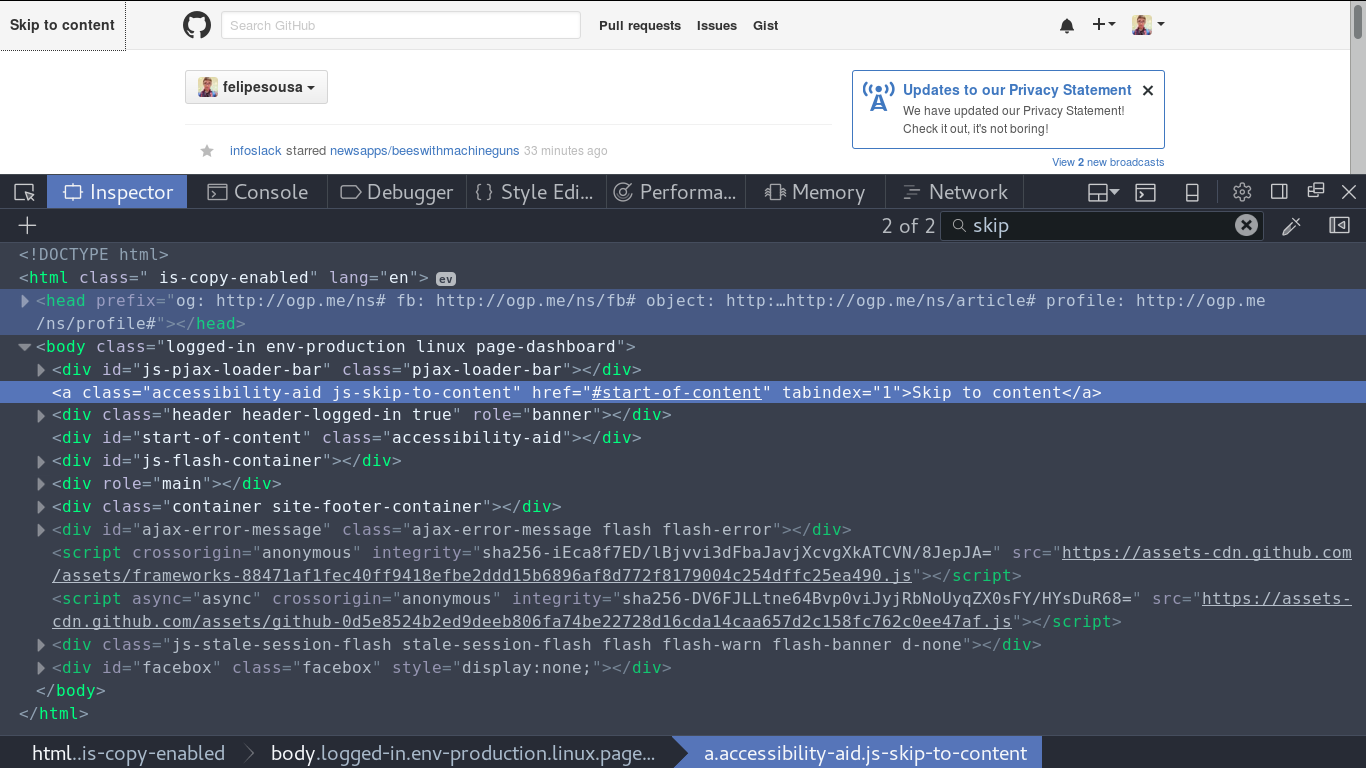 Skip to content
Search GitHub
Pull requests Issues Gist
felipesousa
Updates to our Privacy Statement
We have updated our Privacy Statement!
Check it out, it's not boring!
infoslack starred newsapps/beeswithmachineguns 33 minutes ago
View 2 new broadcasts
Inspector Console Debugger { } Style Edi... Performa... Memory Network
2 of 2 skip
<!DOCTYPE html>
<html class=" is-copy-enabled" lang="en"> ev
<head prefix="og: http://ogp.me/ns# fb: http://ogp.me/ns/fb# object: http:…http://ogp.me/ns/article# profile: http://ogp.me
/ns/profile#"></head>
<body class="logged-in env-production linux page-dashboard">
<div id="js-pjax-loader-bar" class="pjax-loader-bar"></div>
<a class="accessibility-aid js-skip-to-content" href="#start-of-content" tabindex="1">Skip to content</a>
<div class="header header-logged-in true" role="banner"></div>
<div id="start-of-content" class="accessibility-aid"></div>
<div id="js-flash-container"></div>
<div role="main"></div>
<div class="container site-footer-container"></div>
<div id="ajax-error-message" class="ajax-error-message flash flash-error"></div>
<script crossorigin="anonymous" integrity="sha256-iEca8f7ED/lBjvvi3dFbaJavjXcvgXkATCVN/8JepJA=" src="https://assets-cdn.github.com
/assets/frameworks-88471af1fec40ff9418efbe2ddd15b6896af8d772f8179004c254dffc25ea490.js"></script>
<script async="async" crossorigin="anonymous" integrity="sha256-DV6FJLLtne64Bvp0viJyjRbNoUyqZX0sFY/HYsDuR68=" src="https://assets-
cdn.github.com/assets/github-0d5e8524b2ed9deeb806fa74be22728d16cda14caa657d2c158fc762c0ee47af.js"></script>
<div class="js-stale-session-flash stale-session-flash flash flash-warn flash-banner d-none"></div>
<div id="facebox" class="facebox" style="display:none;"></div>
</body>
</html>
html..is-copy-enabled body.logged-in.env-production.linux.page... a.accessibility-aid.js-skip-to-content